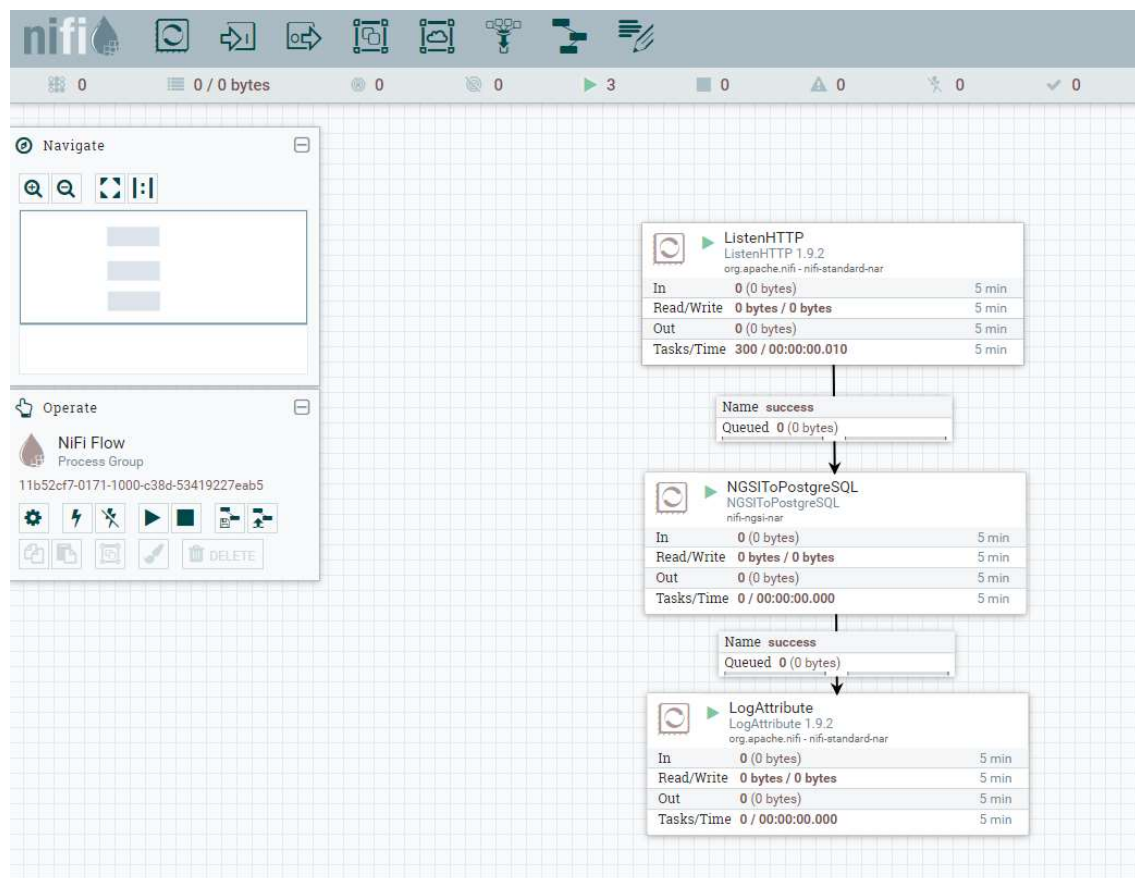 nifi
0 0 / 0 bytes 0 0 3 0 0 0 0
Navigate
Operate
NiFi Flow
Process Group
11b52cf7-0171-1000-c38d-53419227eab5
DELETE
ListenHTTP
ListenHTTP 1.9.2
org.apache.nifi - nifi-standard-nar
In 0 (0 bytes) 5 min
Read/Write 0 bytes / 0 bytes 5 min
Out 0 (0 bytes) 5 min
Tasks/Time 300 / 00:00:00.010 5 min
Name success
Queued 0 (0 bytes)
NGSIToPostgreSQL
NGSIToPostgreSQL
nifi-ngsi-nar
In 0 (0 bytes) 5 min
Read/Write 0 bytes / 0 bytes 5 min
Out 0 (0 bytes) 5 min
Tasks/Time 0 / 00:00:00.000 5 min
Name success
Queued 0 (0 bytes)
LogAttribute
LogAttribute 1.9.2
org.apache.nifi - nifi-standard-nar
In 0 (0 bytes) 5 min
Read/Write 0 bytes / 0 bytes 5 min
Out 0 (0 bytes) 5 min
Tasks/Time 0 / 00:00:00.000 5 min